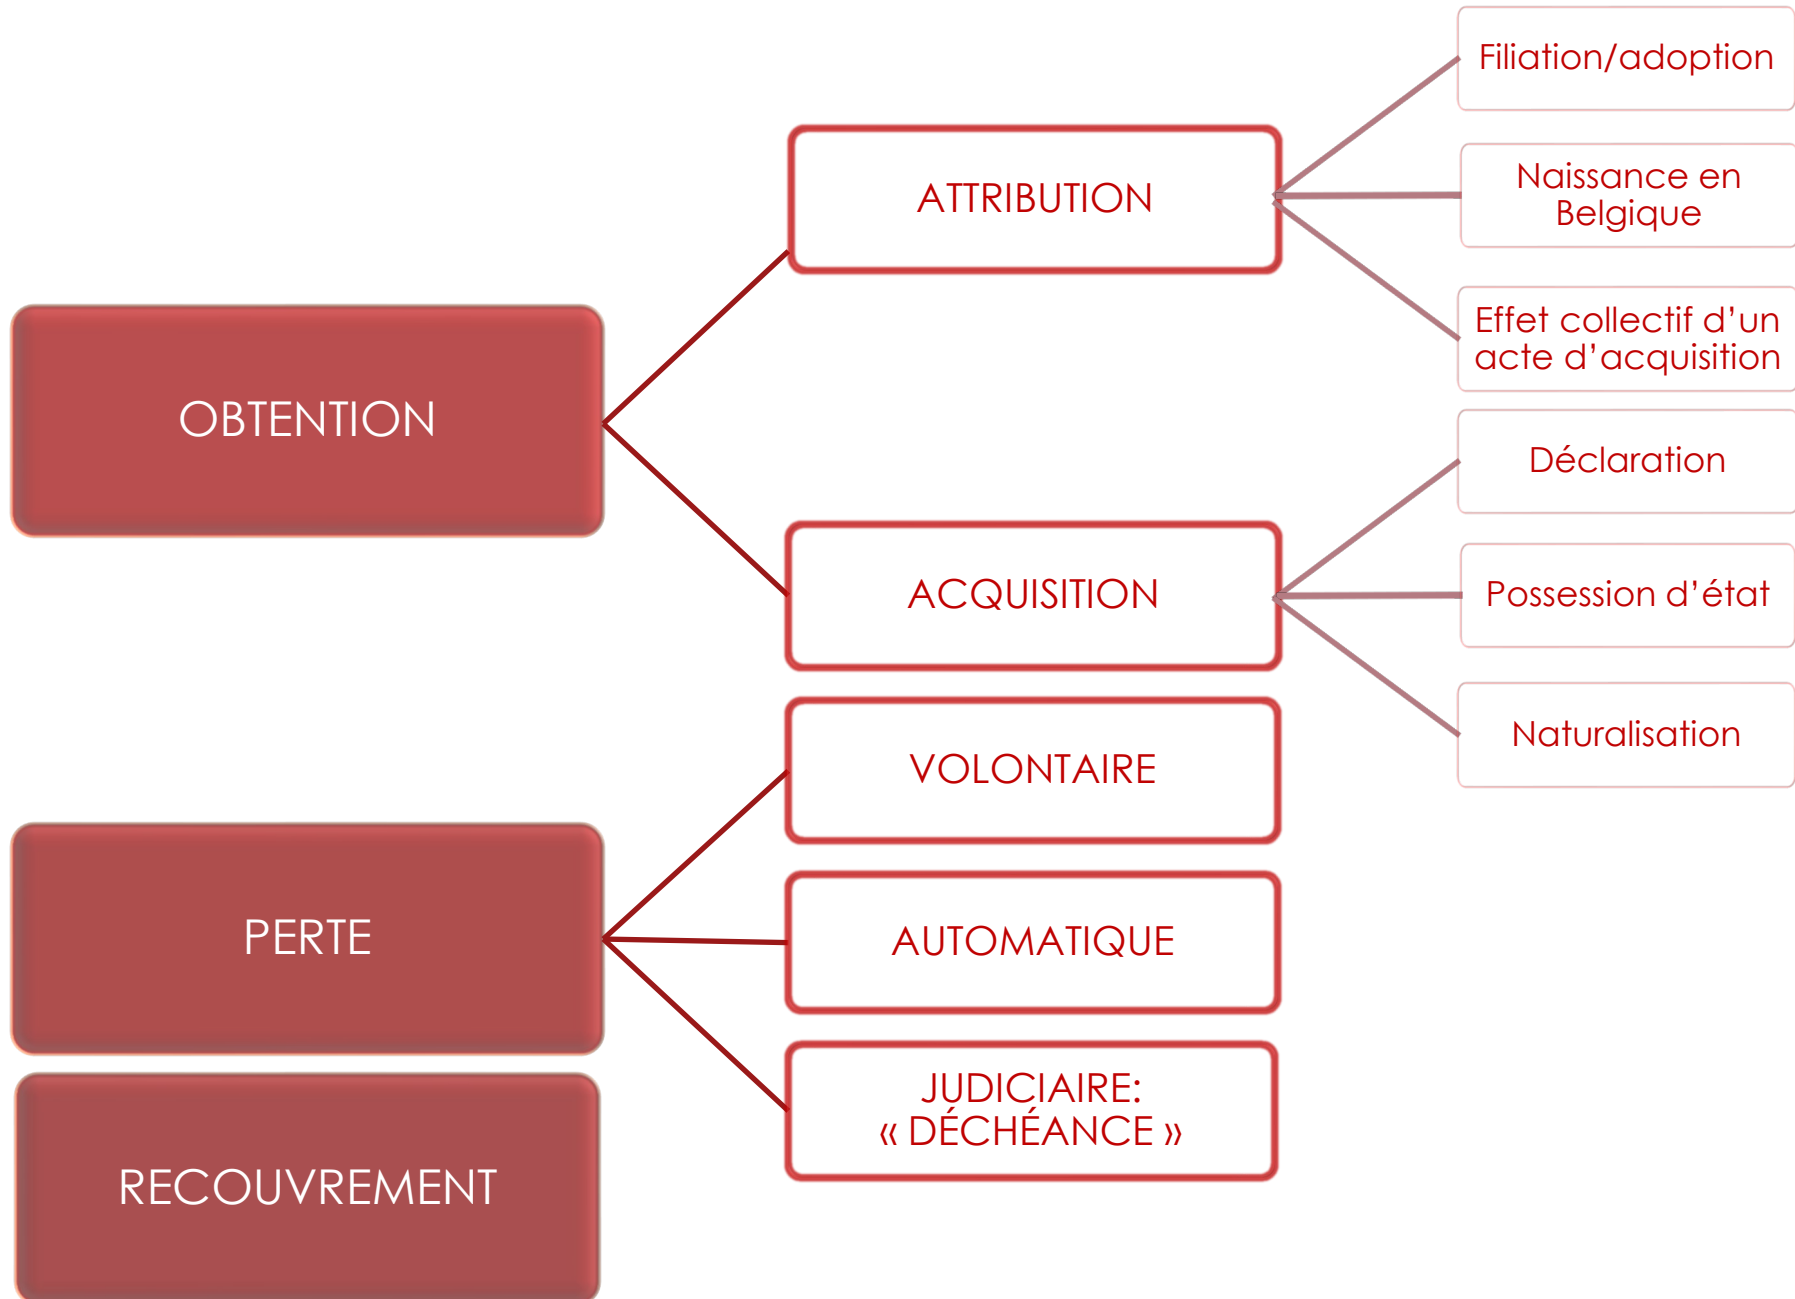 OBTENTION
ATTRIBUTION
Filiation/adoption
Naissance en
Belgique
Effet collectif d’un
acte d’acquisition
ACQUISITION
Déclaration
Possession d’état
Naturalisation
PERTE
VOLONTAIRE
AUTOMATIQUE
JUDICIAIRE:
« DÉCHÉANCE »
RECOUVREMENT